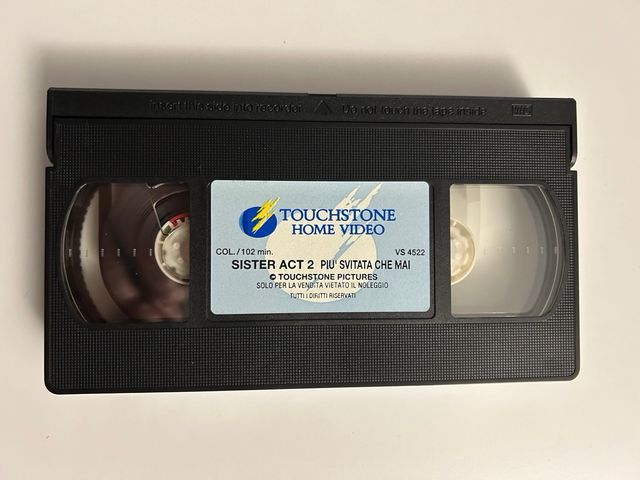 Insert this side into recorder Do not touch the tape inside VHS
TOUCHSTONE
HOME VIDEO
COL./102 min. VS 4522
SISTER ACT 2 PIU' SVITATA CHE MAI
© TOUCHSTONE PICTURES
SOLO PER LA VENDITA VIETATO IL NOLEGGIO
TUTTI I DIRITTI RISERVATI